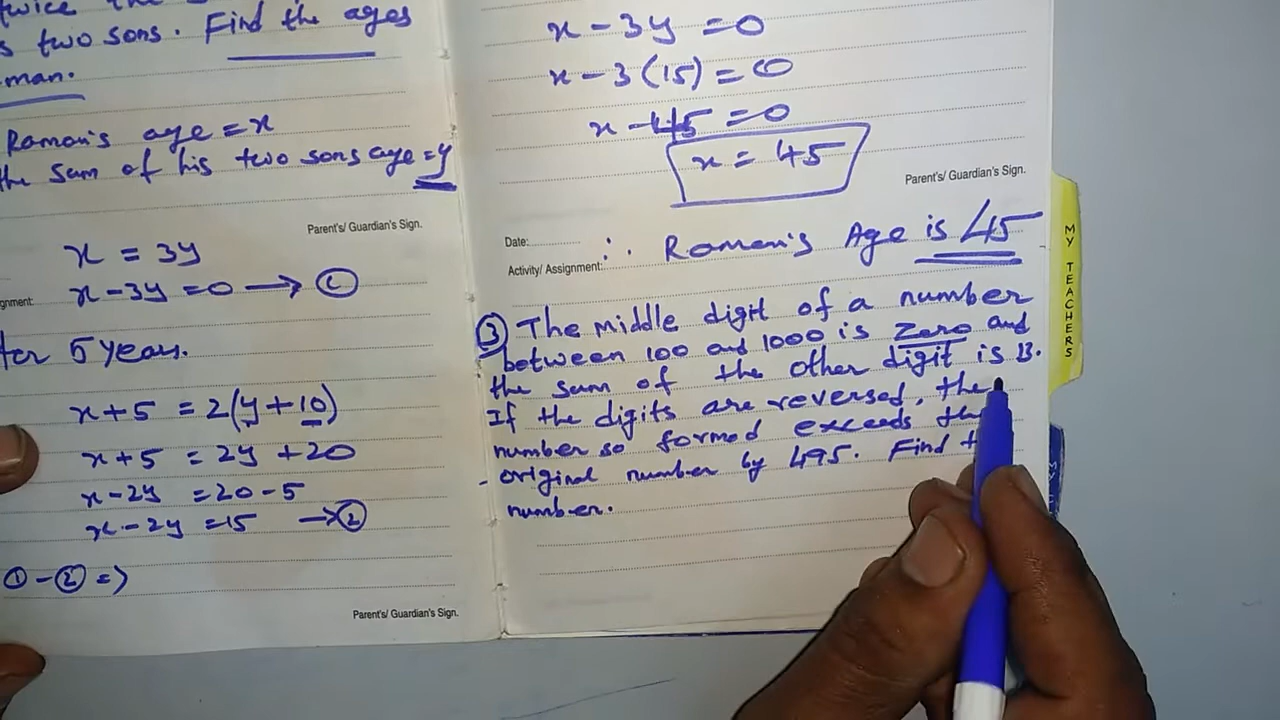 twice the
s two sons. Find the ages
man.
Raman's age = x
the sum of his two sons age = y
Parent's/ Guardian's Sign.
x = 3y
gnment:
x - 3y = 0 →
for 5 years.
x + 5 = 2(y + 10)
x + 5 = 2y + 20
x - 2y = 20 - 5
x - 2y = 15 → ②
① - ② ⇒
Parent's/ Guardian's Sign.
x - 3y = 0
x - 3(15) = 0
x - 45 = 0
x = 45
Parent's/ Guardian's Sign.
Date:
Activity/ Assignment:
∴ Raman's Age is 45
③ The middle digit of a number
between 100 and 1000 is Zero and
the sum of the other digit is 13.
If the digits are reversed, the
number so formed exceeds the
original number by 495. Find
number.
MY TEACHERS